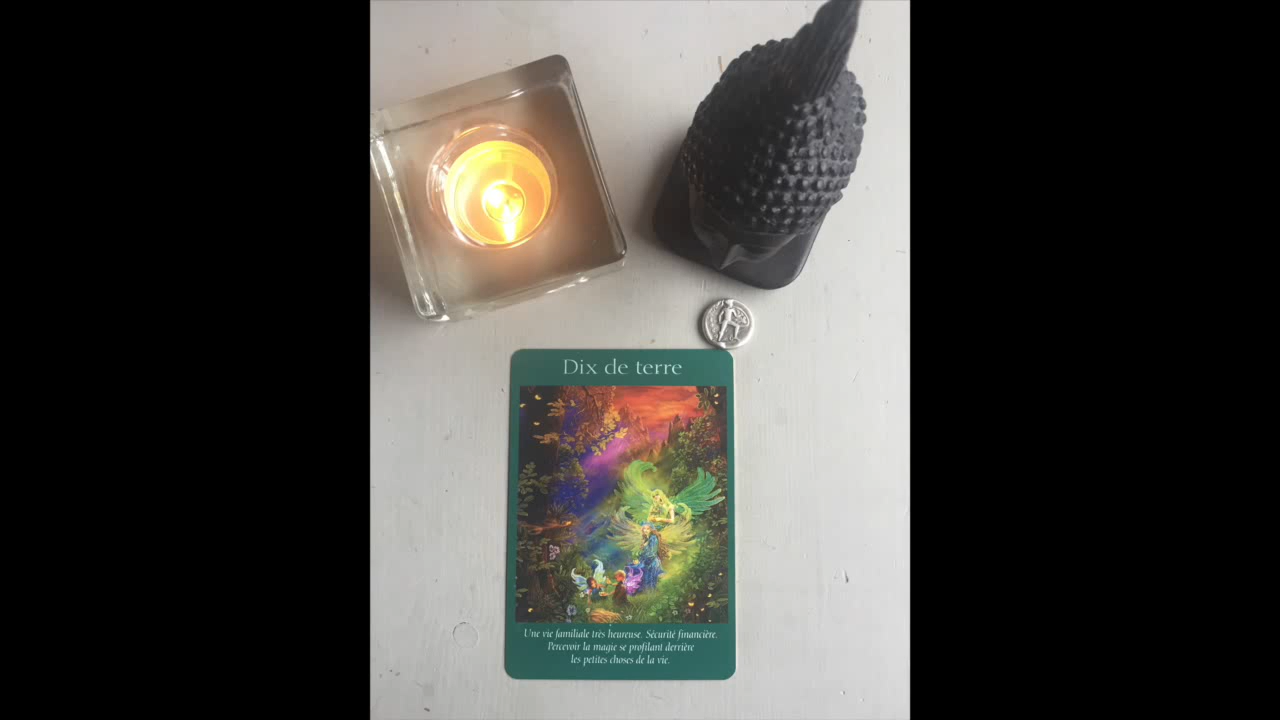 Dix de terre
Une vie familiale très heureuse. Sécurité financière.
Percevoir la magie se profilant derrière
les petites choses de la vie.